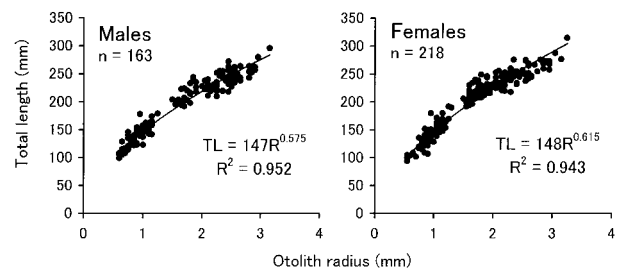 Males
n = 163
TL = 147R^0.575
R² = 0.952
Females
n = 218
TL = 148R^0.615
R² = 0.943
Total length (mm)
350
300
250
200
150
100
50
0
0 1 2 3 4
350
300
250
200
150
100
50
0
0 1 2 3 4
Otolith radius (mm)